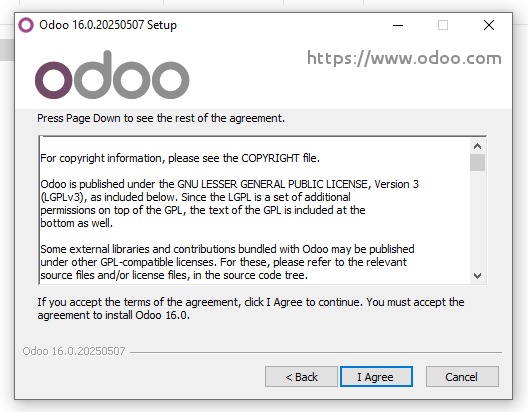 Odoo 16.0.20250507 Setup
odoo
https://www.odoo.com
Press Page Down to see the rest of the agreement.
For copyright information, please see the COPYRIGHT file.
Odoo is published under the GNU LESSER GENERAL PUBLIC LICENSE, Version 3
(LGPLv3), as included below. Since the LGPL is a set of additional
permissions on top of the GPL, the text of the GPL is included at the
bottom as well.
Some external libraries and contributions bundled with Odoo may be published
under other GPL-compatible licenses. For these, please refer to the relevant
source files and/or license files, in the source code tree.
If you accept the terms of the agreement, click I Agree to continue. You must accept the
agreement to install Odoo 16.0.
Odoo 16.0.20250507
< Back
I Agree
Cancel